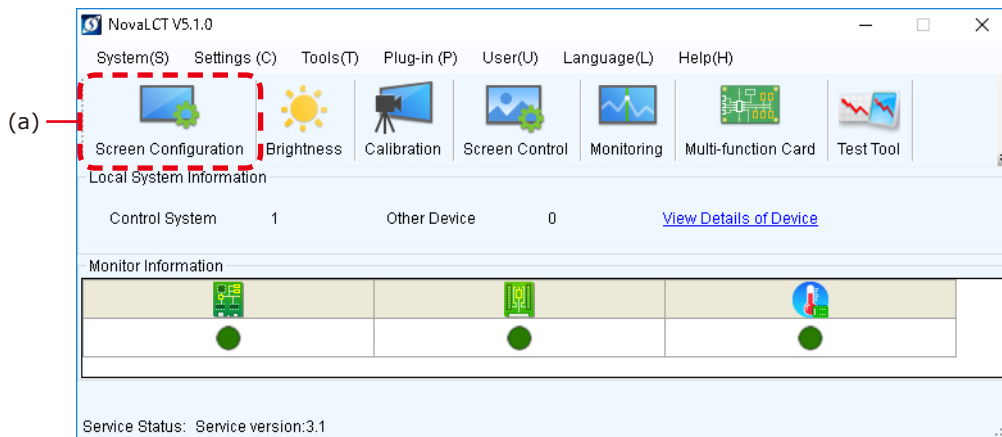 NovaLCT V5.1.0
System(S) Settings (C) Tools(T) Plug-in (P) User(U) Language(L) Help(H)
(a)
Screen Configuration Brightness Calibration Screen Control Monitoring Multi-function Card Test Tool
Local System Information
Control System 1 Other Device 0 View Details of Device
Monitor Information
Service Status: Service version:3.1